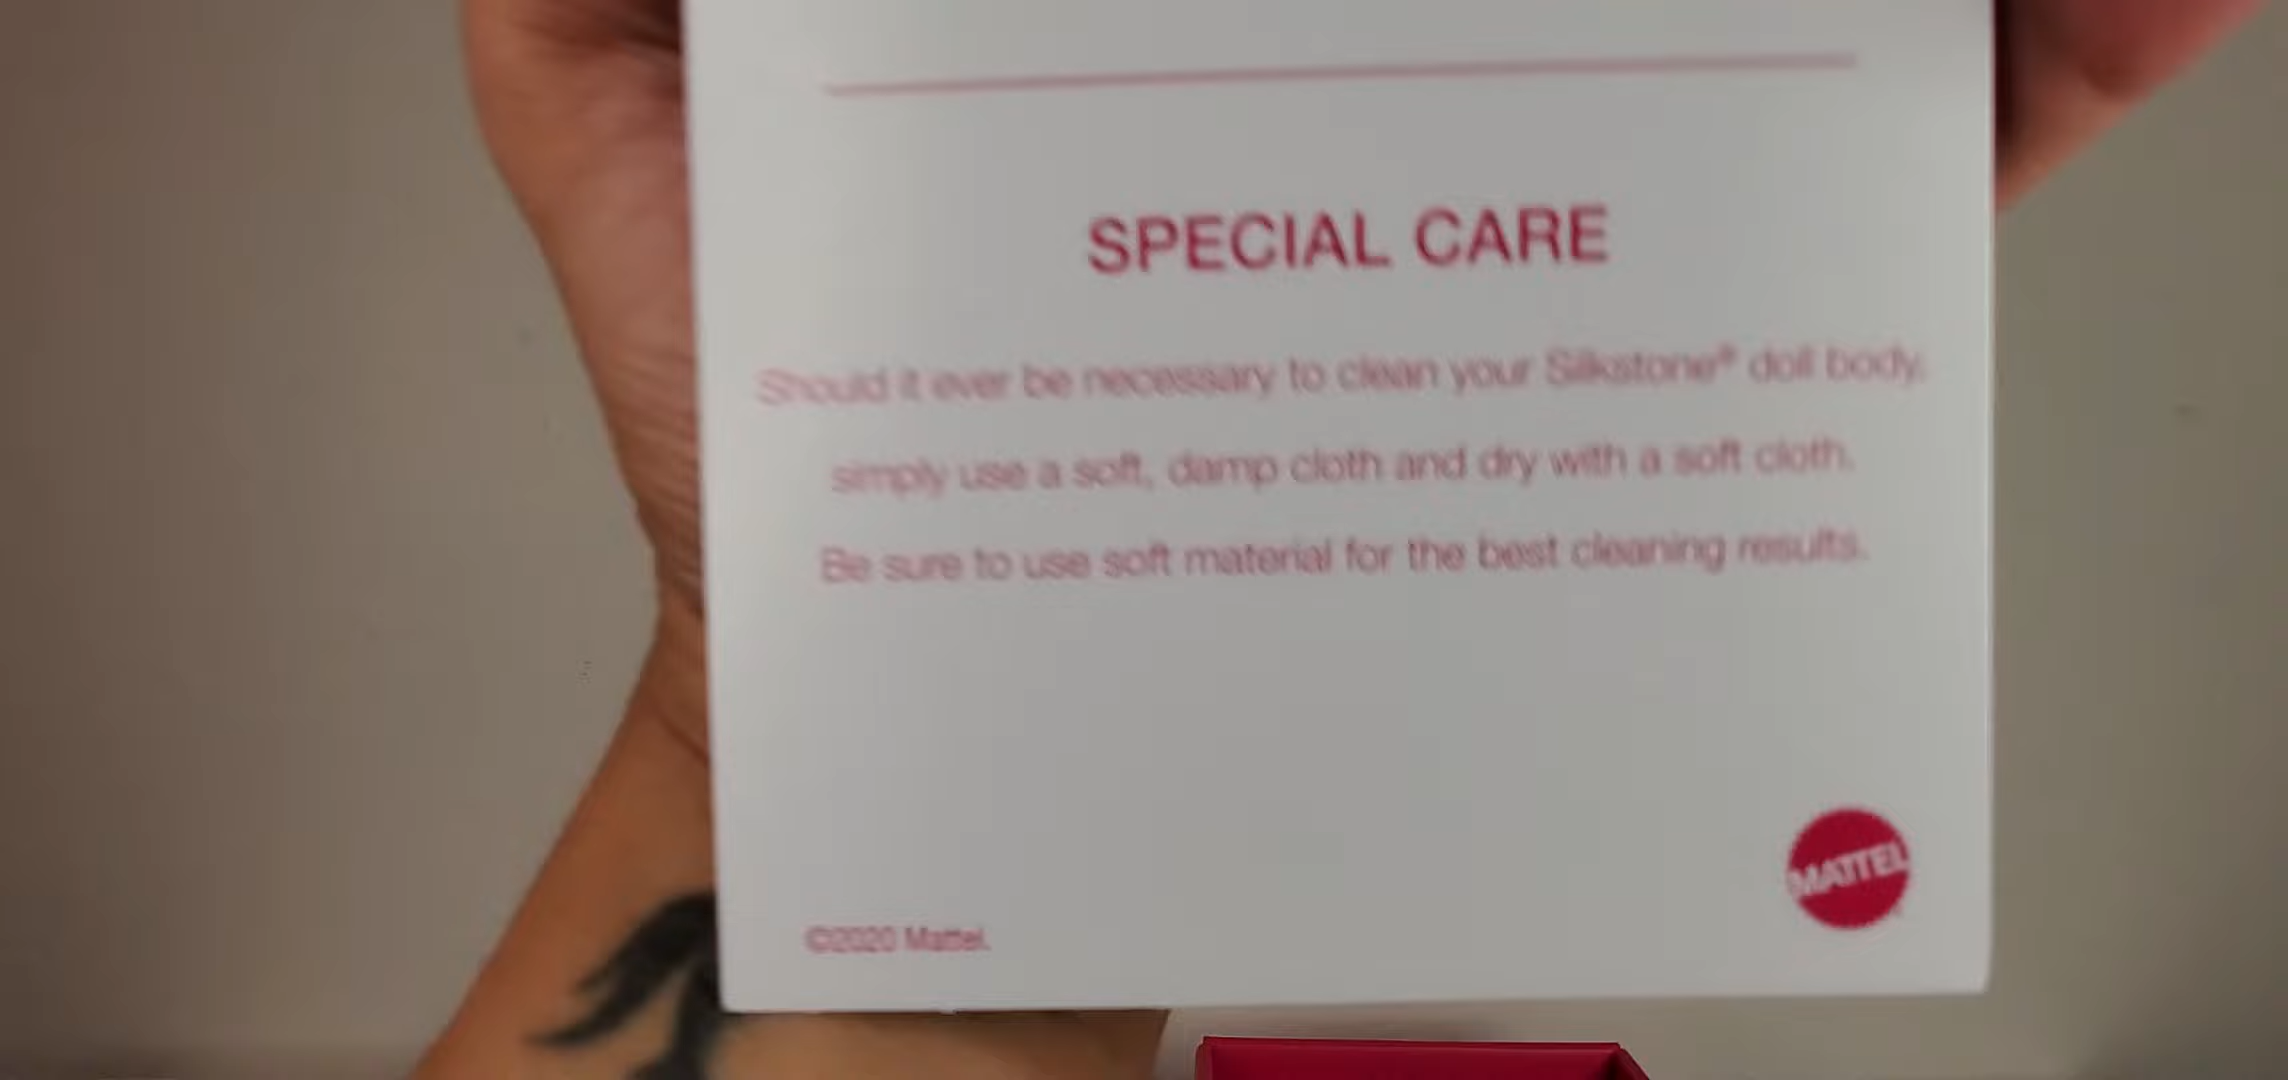 SPECIAL CARE
Should it ever be necessary to clean your Silkstone® doll body,
simply use a soft, damp cloth and dry with a soft cloth.
Be sure to use soft material for the best cleaning results.
MATTEL
©2020 Mattel.